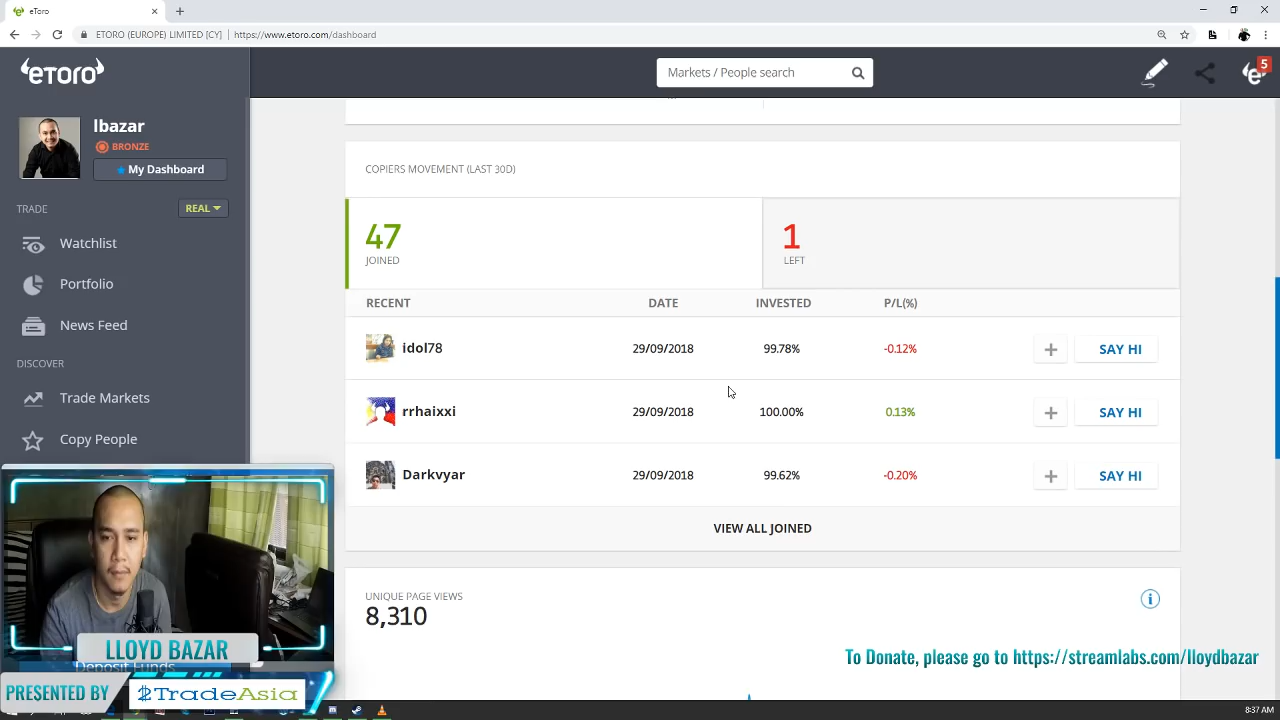 eToro
ETORO (EUROPE) LIMITED [CY] https://www.etoro.com/dashboard
eToro
Markets / People search
5
lbazar
BRONZE
My Dashboard
TRADE
REAL
Watchlist
Portfolio
News Feed
DISCOVER
Trade Markets
Copy People
COPIERS MOVEMENT (LAST 30D)
47
JOINED
1
LEFT
RECENT DATE INVESTED P/L(%)
idol78 29/09/2018 99.78% -0.12% SAY HI
rrhaixxi 29/09/2018 100.00% 0.13% SAY HI
Darkvyar 29/09/2018 99.62% -0.20% SAY HI
VIEW ALL JOINED
UNIQUE PAGE VIEWS
8,310
LLOYD BAZAR
Deposit Funds
PRESENTED BY $TradeAsia
To Donate, please go to https://streamlabs.com/lloydbazar
8:37 AM